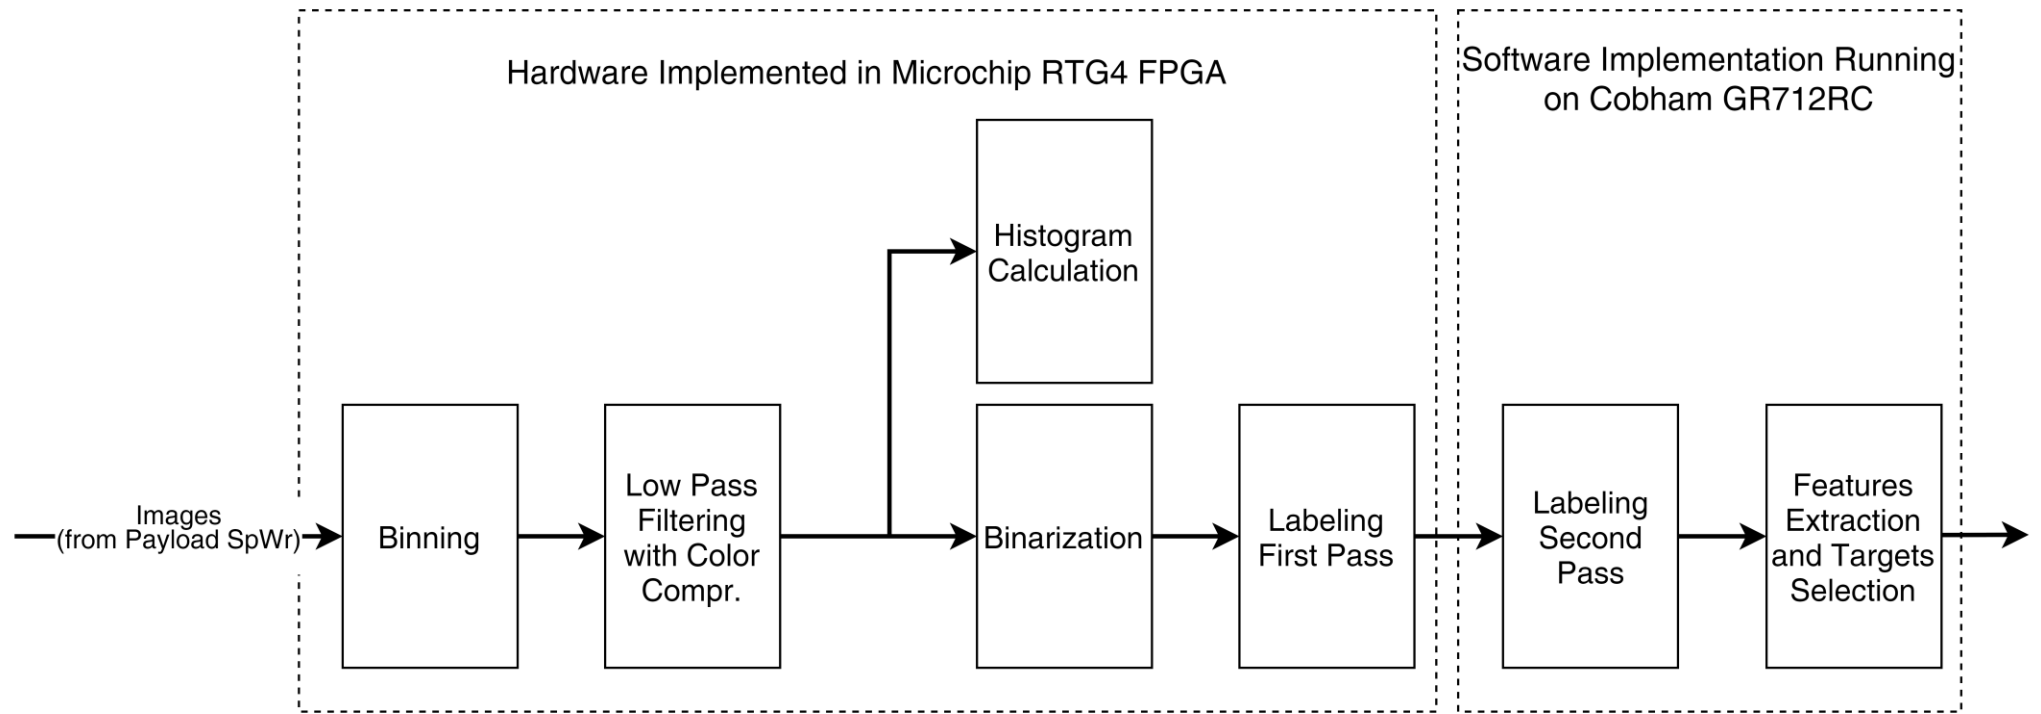 Hardware Implemented in Microchip RTG4 FPGA
Software Implementation Running
on Cobham GR712RC
Histogram
Calculation
Images
(from Payload SpWr)
Binning
Low Pass
Filtering
with Color
Compr.
Binarization
Labeling
First Pass
Labeling
Second
Pass
Features
Extraction
and Targets
Selection